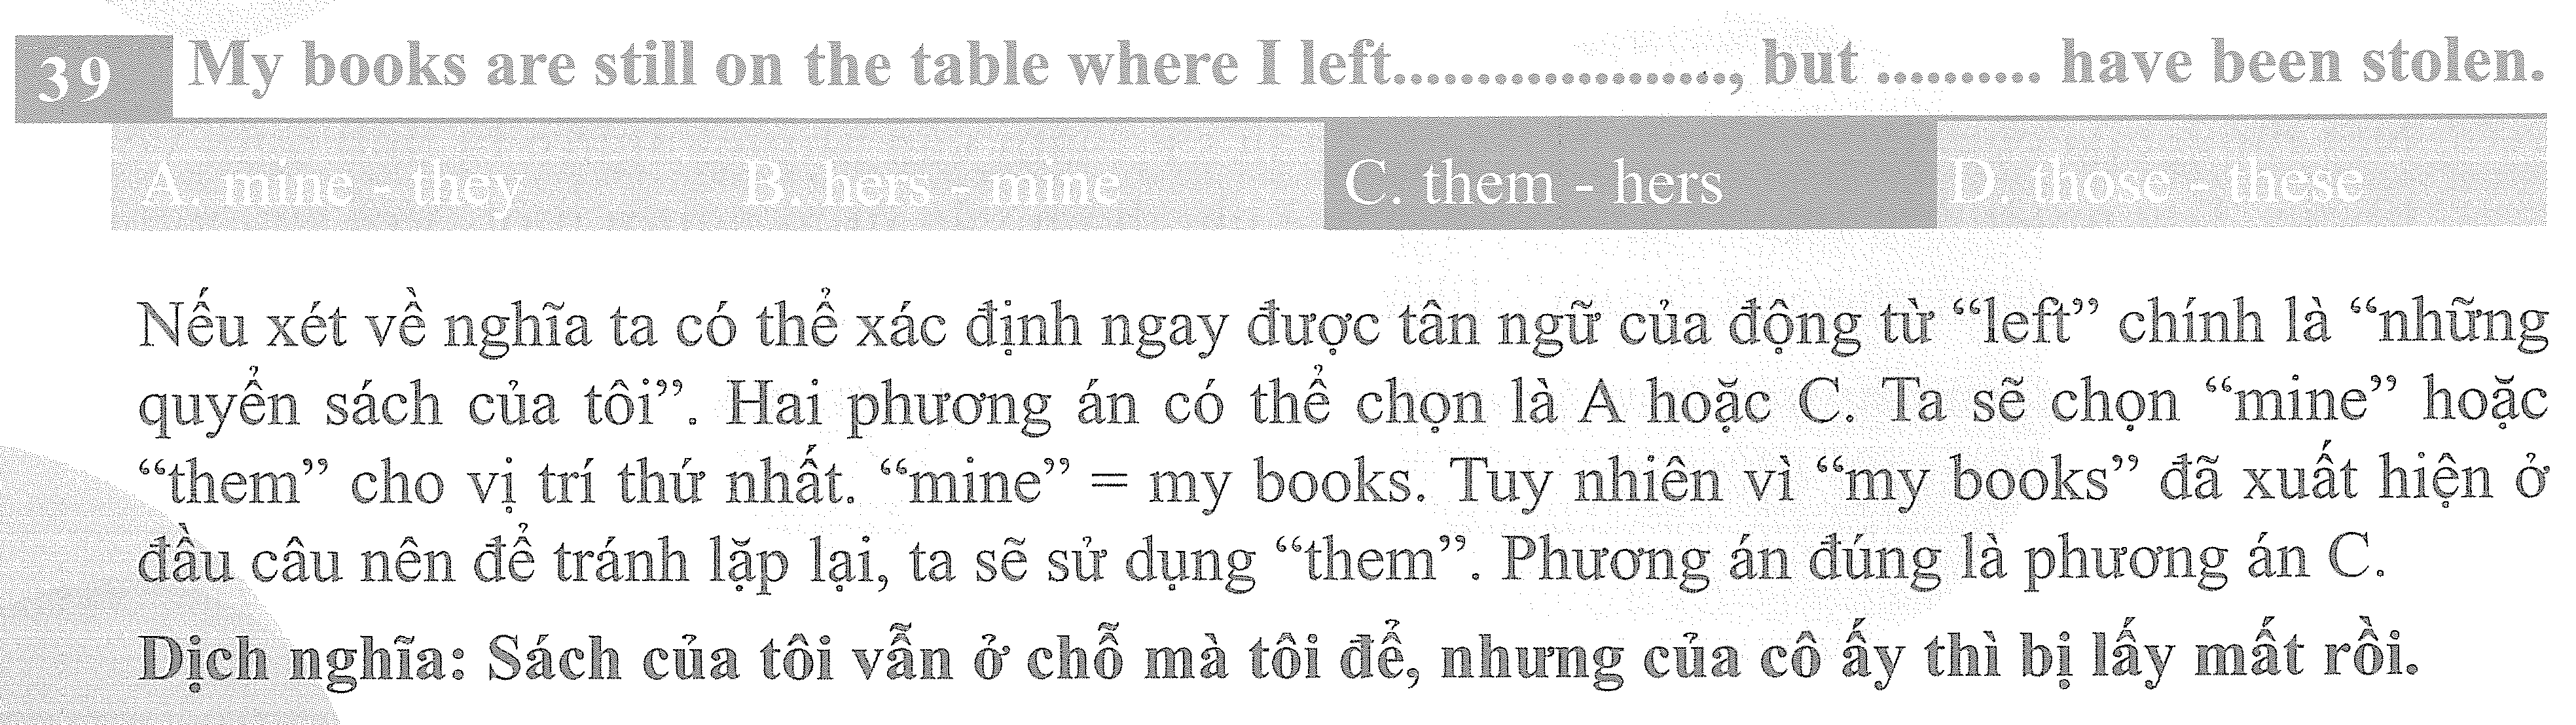 39 My books are still on the table where I left...................., but .......... have been stolen.
A. mine - they B. hers - mine C. them - hers D. those - these
Nếu xét về nghĩa ta có thể xác định ngay được tân ngữ của động từ “left” chính là “những
quyển sách của tôi”. Hai phương án có thể chọn là A hoặc C. Ta sẽ chọn “mine” hoặc
“them” cho vị trí thứ nhất. “mine” = my books. Tuy nhiên vì “my books” đã xuất hiện ở
đầu câu nên để tránh lặp lại, ta sẽ sử dụng “them”. Phương án đúng là phương án C.
Dịch nghĩa: Sách của tôi vẫn ở chỗ mà tôi để, nhưng của cô ấy thì bị lấy mất rồi.